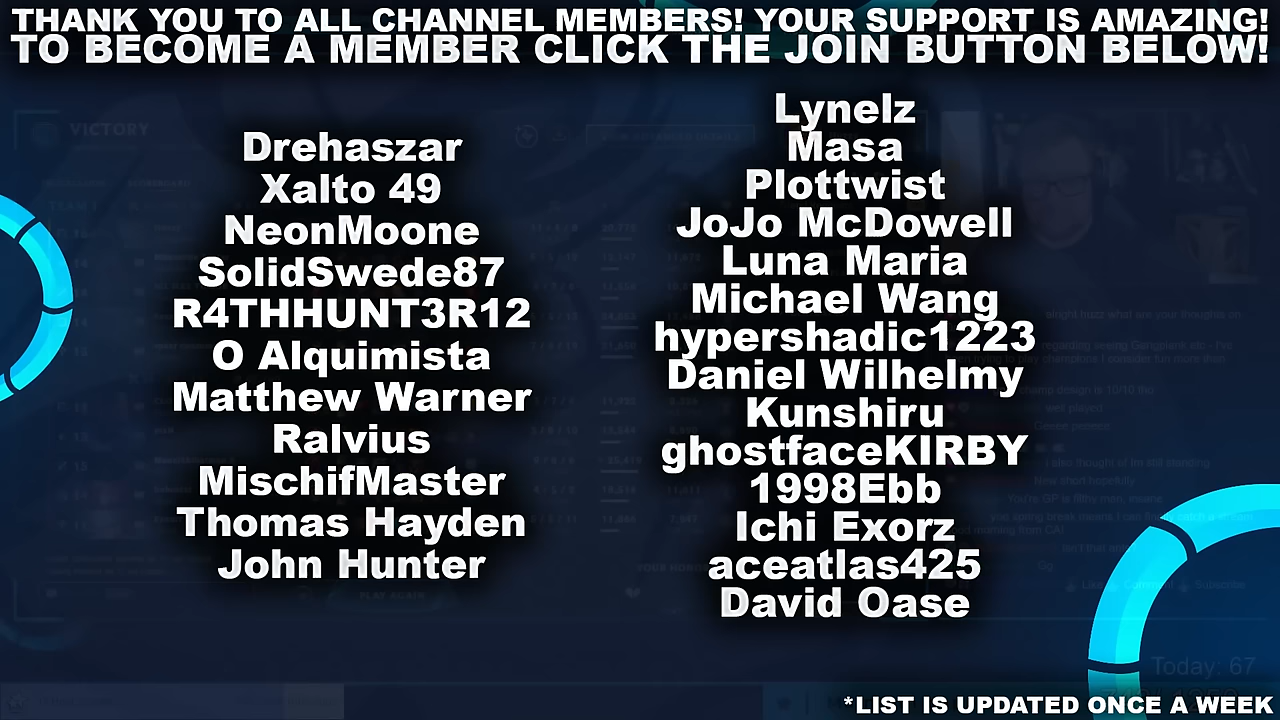 THANK YOU TO ALL CHANNEL MEMBERS! YOUR SUPPORT IS AMAZING!
TO BECOME A MEMBER CLICK THE JOIN BUTTON BELOW!
Drehaszar
Xalto 49
NeonMoone
SolidSwede87
R4THHUNT3R12
O Alquimista
Matthew Warner
Ralvius
MischifMaster
Thomas Hayden
John Hunter
Lynelz
Masa
Plottwist
JoJo McDowell
Luna Maria
Michael Wang
hypershadic1223
Daniel Wilhelmy
Kunshiru
ghostfaceKIRBY
1998Ebb
Ichi Exorz
aceatlas425
David Oase
VICTORY
PLAY AGAIN
Today: 67
*LIST IS UPDATED ONCE A WEEK